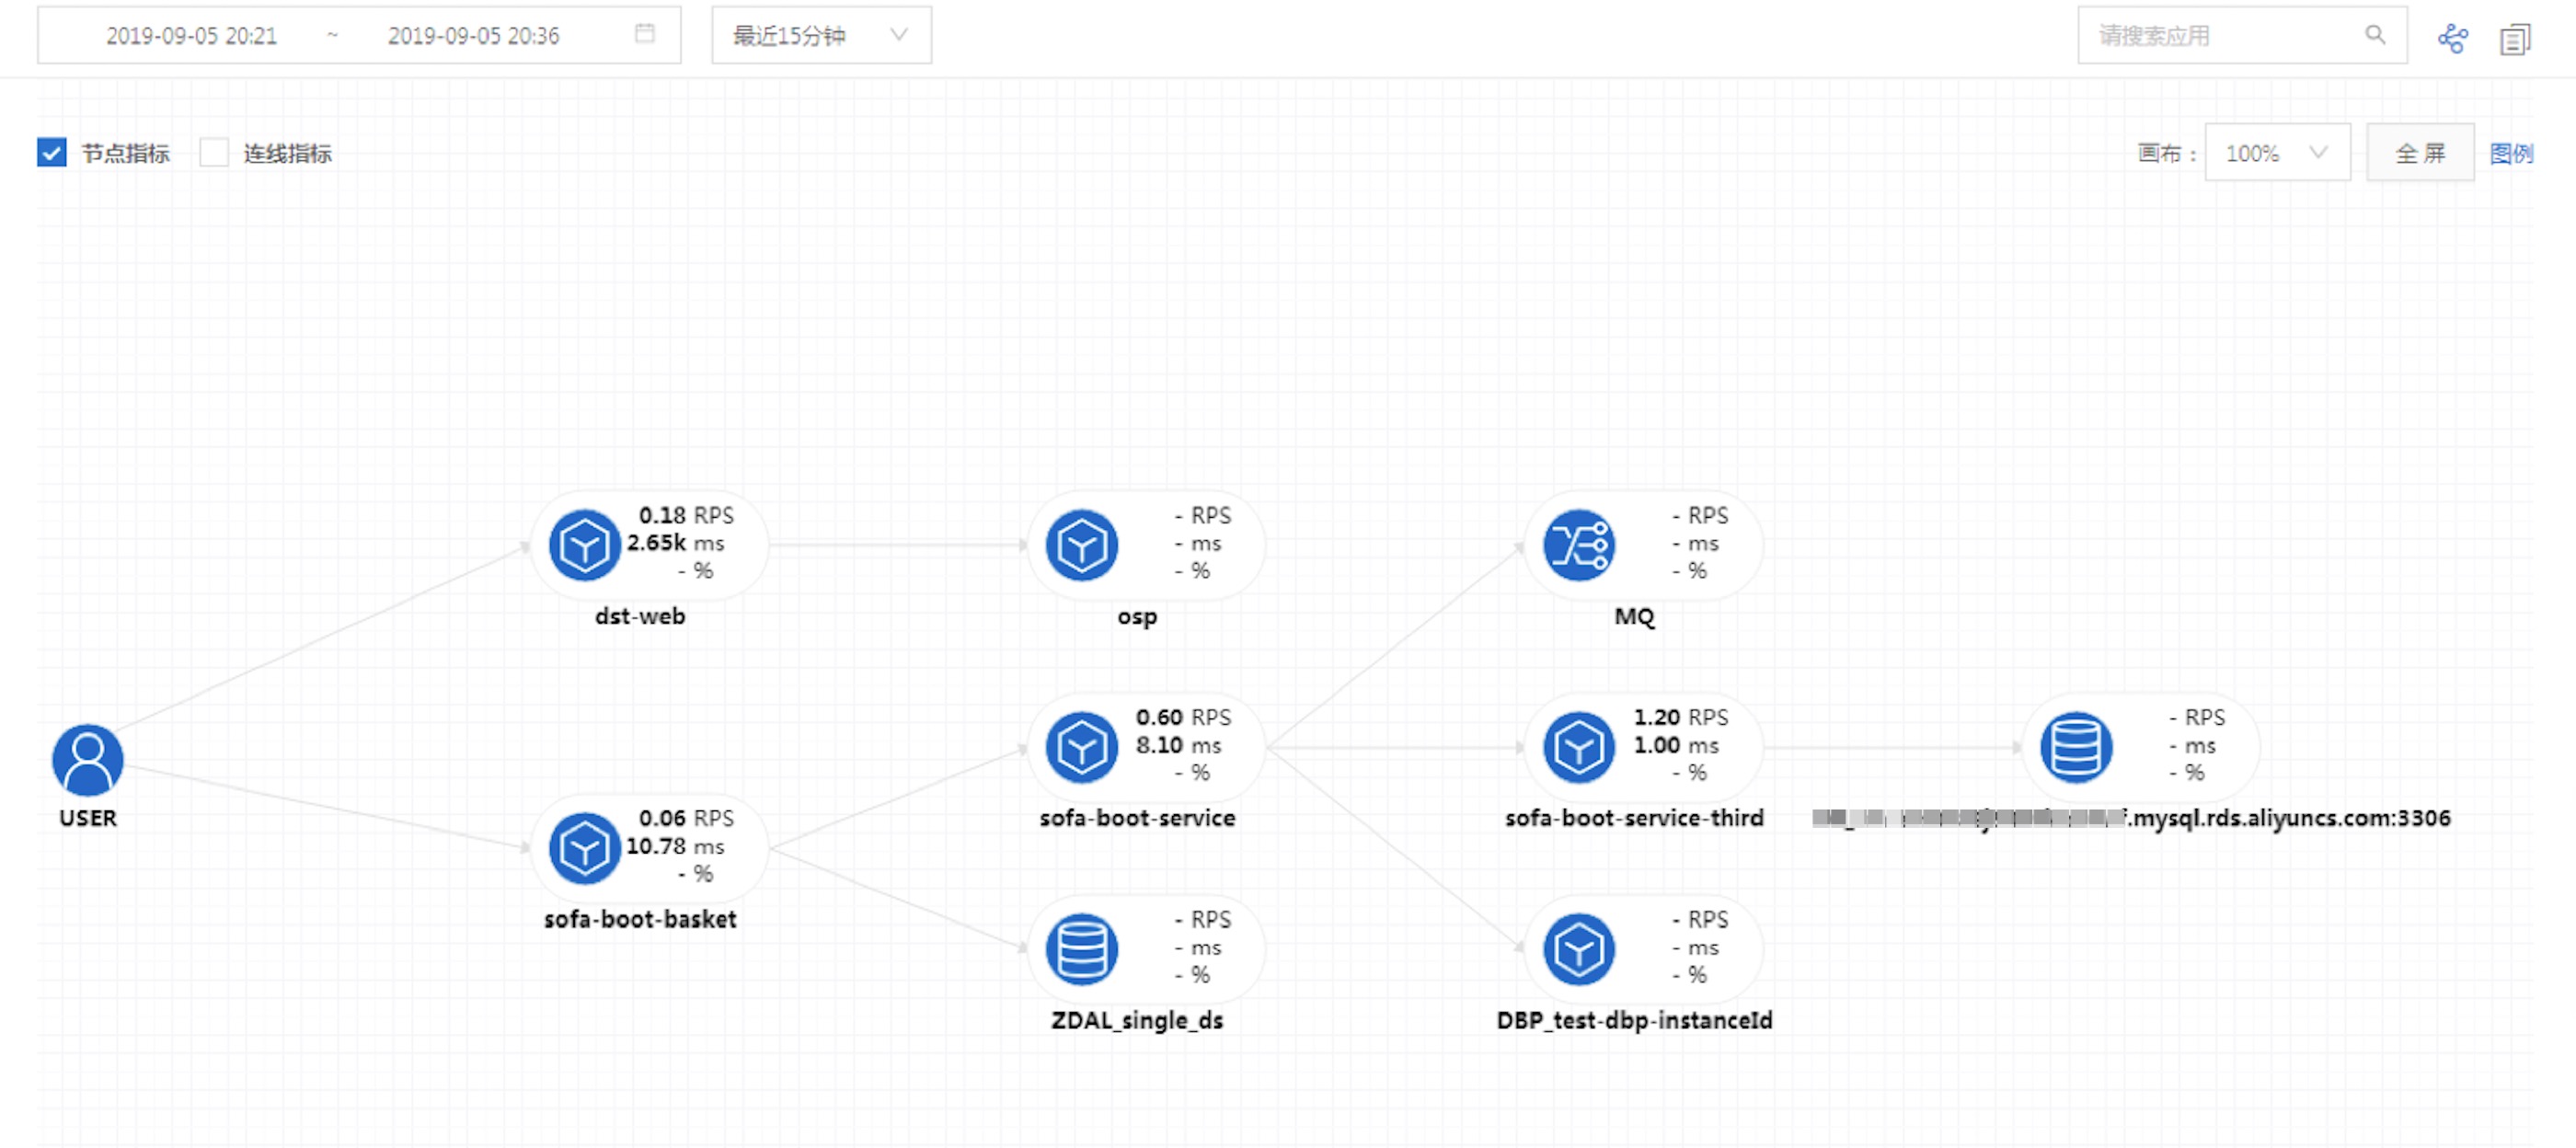 2019-09-05 20:21 ~ 2019-09-05 20:36
最近15分钟
请搜索应用
节点指标
连线指标
画布：
100%
全 屏
图例
0.18 RPS
2.65k ms
- %
dst-web
- RPS
- ms
- %
osp
- RPS
- ms
- %
MQ
USER
0.06 RPS
10.78 ms
- %
sofa-boot-basket
0.60 RPS
8.10 ms
- %
sofa-boot-service
1.20 RPS
1.00 ms
- %
sofa-boot-service-third
- RPS
- ms
- %
.mysql.rds.aliyuncs.com:3306
- RPS
- ms
- %
ZDAL_single_ds
- RPS
- ms
- %
DBP_test-dbp-instanceId